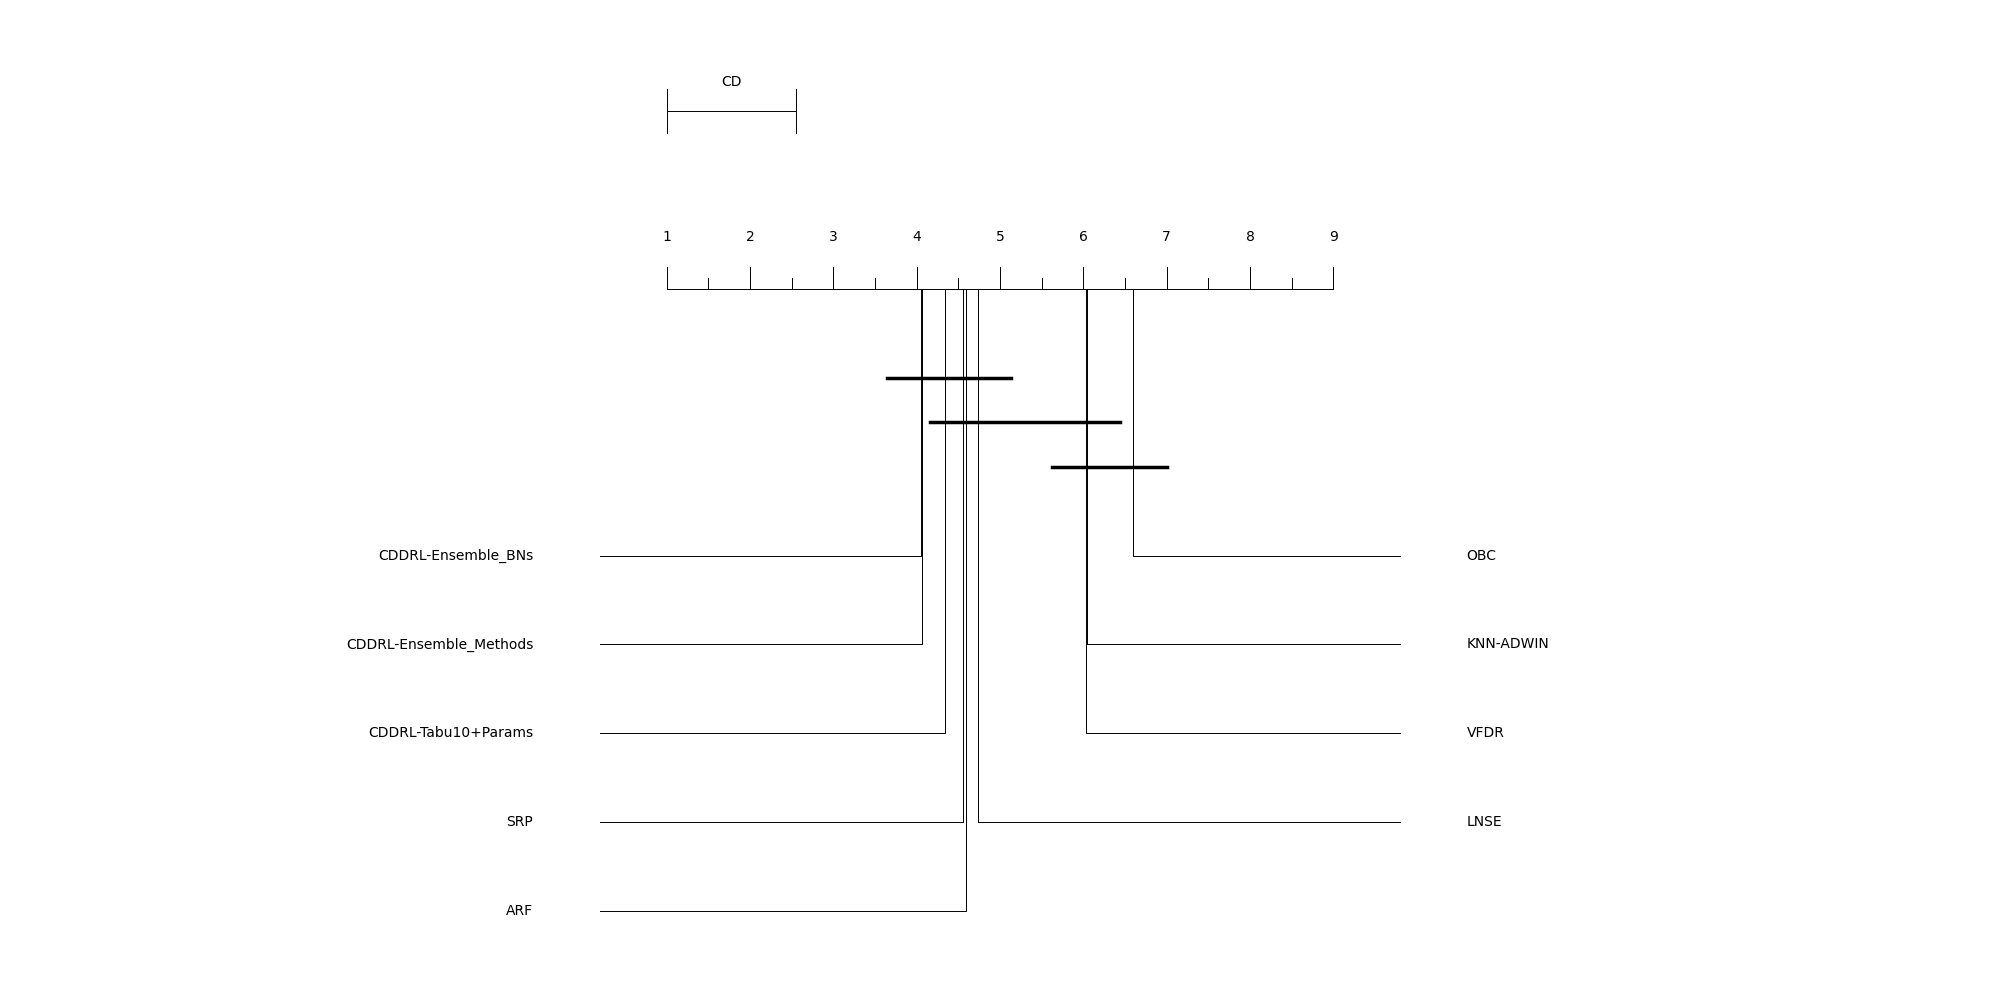 CD
1 2 3 4 5 6 7 8 9
CDDRL-Ensemble_BNs
OBC
CDDRL-Ensemble_Methods
KNN-ADWIN
CDDRL-Tabu10+Params
VFDR
SRP
LNSE
ARF